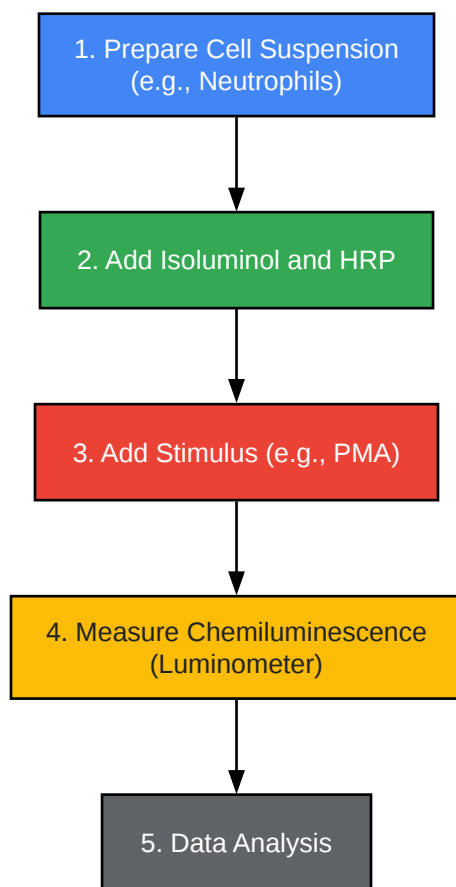 1. Prepare Cell Suspension
(e.g., Neutrophils)
2. Add Isoluminol and HRP
3. Add Stimulus (e.g., PMA)
4. Measure Chemiluminescence
(Luminometer)
5. Data Analysis